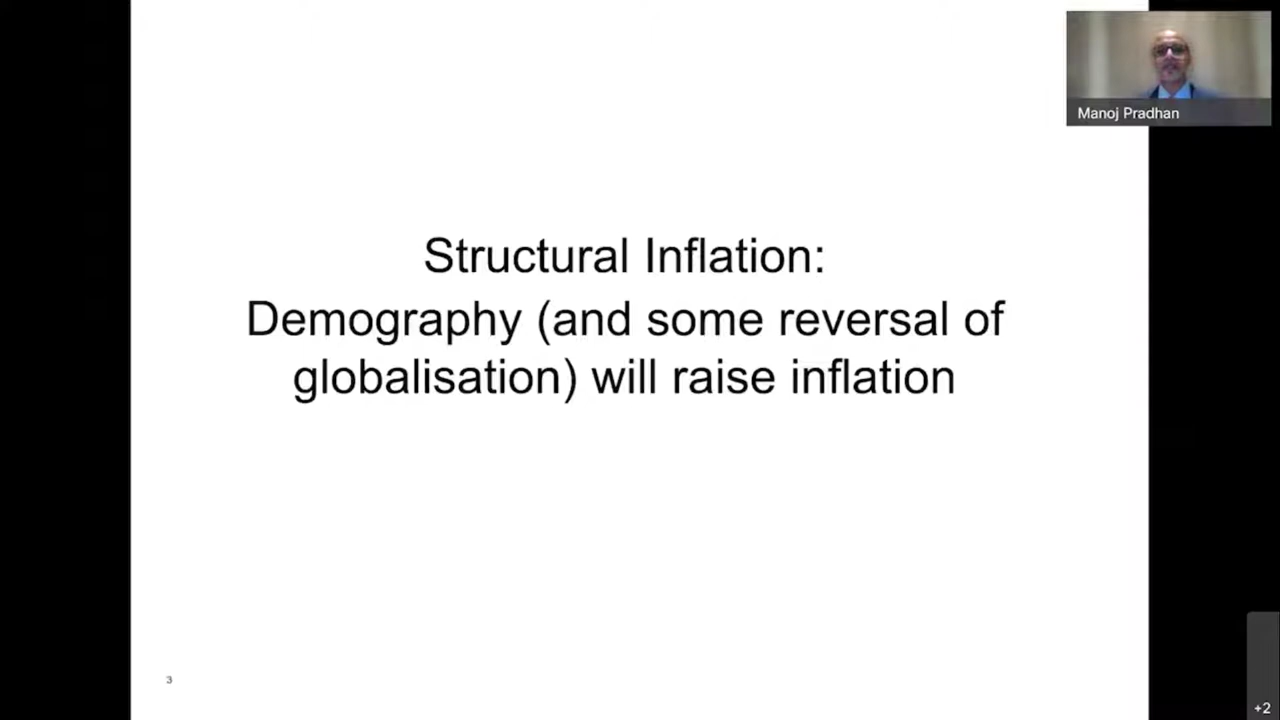 Manoj Pradhan
Structural Inflation:
Demography (and some reversal of
globalisation) will raise inflation
3
+2